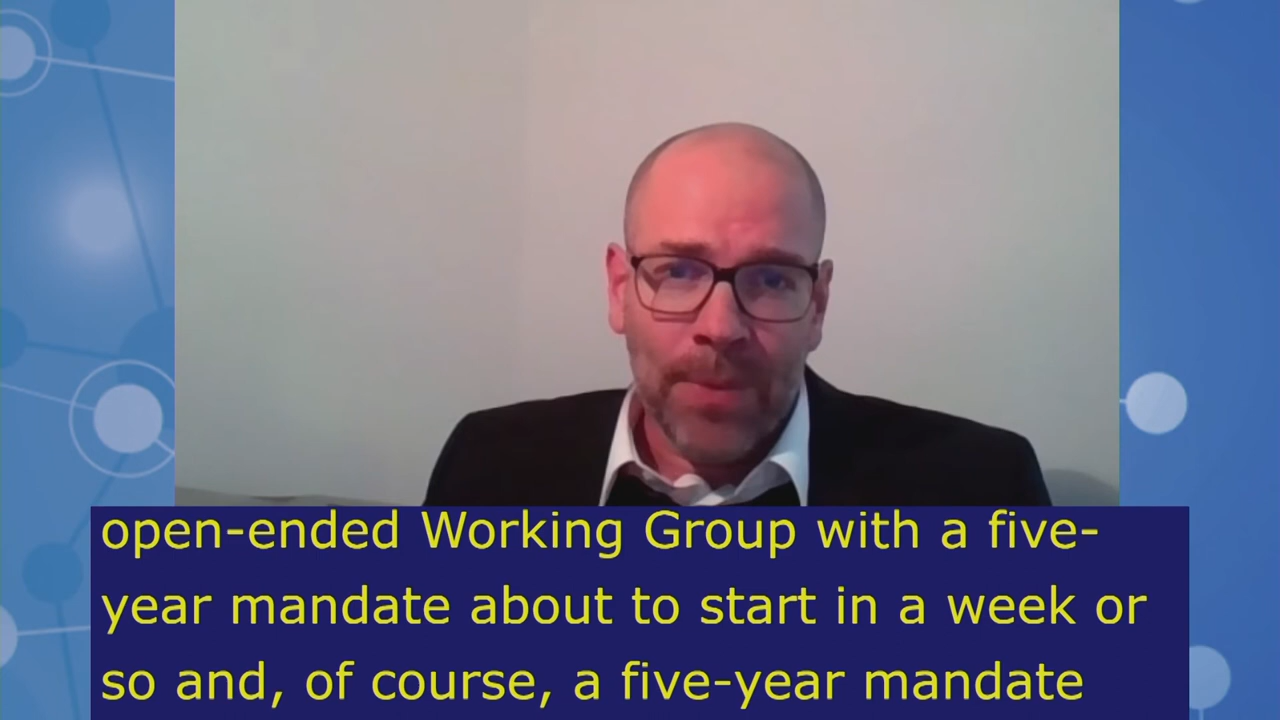 open-ended Working Group with a five-
year mandate about to start in a week or
so and, of course, a five-year mandate